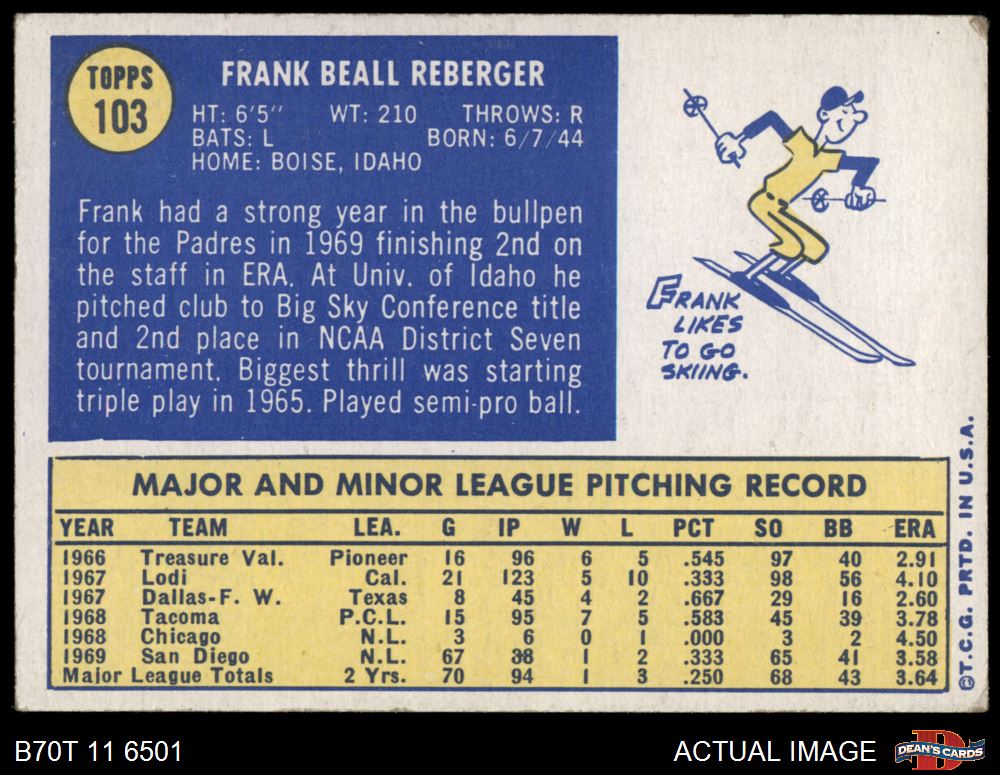 TOPPS
103
FRANK BEALL REBERGER
HT: 6'5" WT: 210 THROWS: R
BATS: L BORN: 6/7/44
HOME: BOISE, IDAHO
Frank had a strong year in the bullpen
for the Padres in 1969 finishing 2nd on
the staff in ERA. At Univ. of Idaho he
pitched club to Big Sky Conference title
and 2nd place in NCAA District Seven
tournament. Biggest thrill was starting
triple play in 1965. Played semi-pro ball.
FRANK
LIKES
TO GO
SKIING.
MAJOR AND MINOR LEAGUE PITCHING RECORD
YEAR TEAM LEA. G IP W L PCT SO BB ERA
1966 Treasure Val. Pioneer 16 96 6 5 .545 97 40 2.91
1967 Lodi Cal. 21 123 5 10 .333 98 56 4.10
1967 Dallas-F. W. Texas 8 45 4 2 .667 29 16 2.60
1968 Tacoma P.C.L. 15 95 7 5 .583 45 39 3.78
1968 Chicago N.L. 3 6 0 1 .000 3 2 4.50
1969 San Diego N.L. 67 38 1 2 .333 65 41 3.58
Major League Totals 2 Yrs. 70 94 1 3 .250 68 43 3.64
©T.C.G. PRTD. IN U.S.A.
B70T 11 6501 ACTUAL IMAGE
DEAN'S CARDS